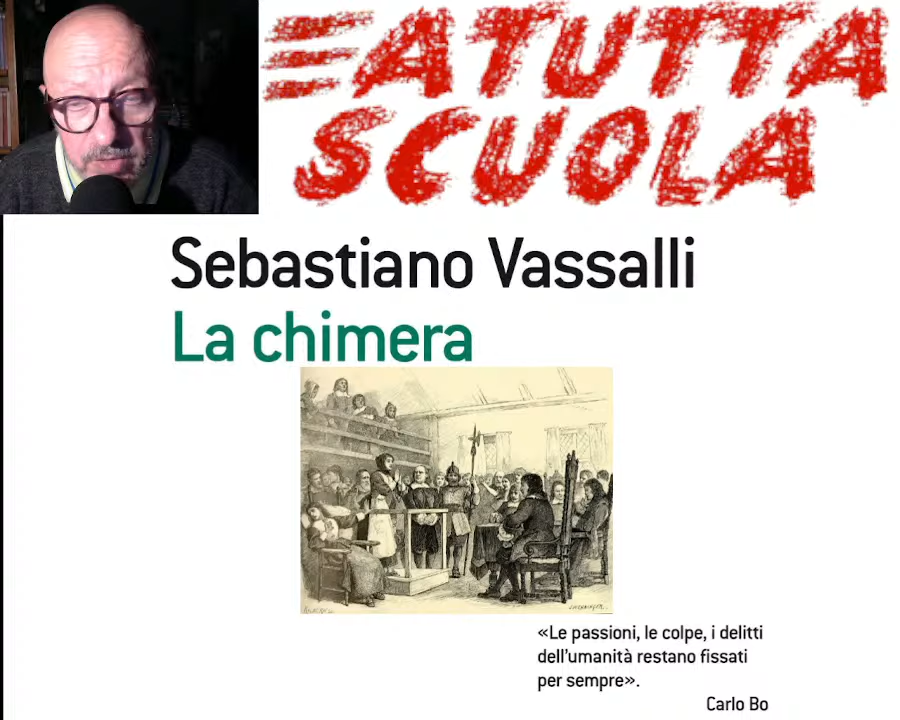 ATUTTA
SCUOLA
Sebastiano Vassalli
La chimera
«Le passioni, le colpe, i delitti
dell'umanità restano fissati
per sempre».
Carlo Bo